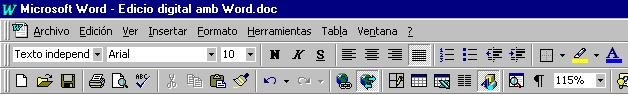 Microsoft Word - Edicio digital amb Word.doc
Archivo Edición Ver Insertar Formato Herramientas Tabla Ventana ?
Texto independ Arial 10 N K S
ABC 115%